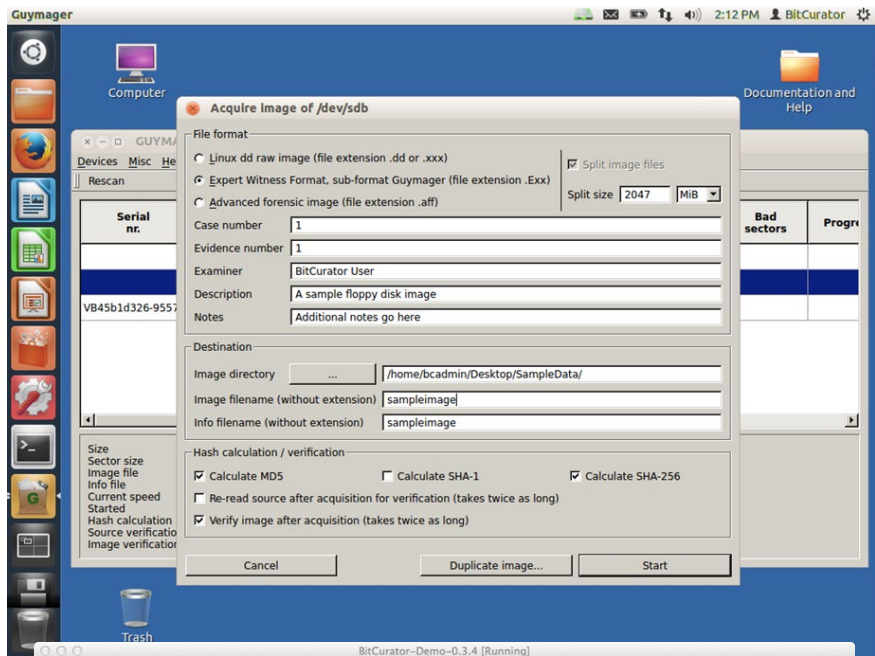 Guymager
2:12 PM
BitCurator
Computer
Documentation and
Help
GUYMA
Devices Misc He
Rescan
Serial
nr.
Bad
sectors
Progre
VB45b1d326-9557
Size
Sector size
Image file
Info file
Current speed
Started
Hash calculation
Source verificatio
Image verification
Acquire image of /dev/sdb
File format
Linux dd raw image (file extension .dd or .xxx)
Expert Witness Format, sub-format Guymager (file extension .Exx)
Advanced forensic image (file extension .aff)
Split image files
Split size 2047 MiB
Case number 1
Evidence number 1
Examiner BitCurator User
Description A sample floppy disk image
Notes Additional notes go here
Destination
Image directory ... /home/bcadmin/Desktop/SampleData/
Image filename (without extension) sampleimage
Info filename (without extension) sampleimage
Hash calculation / verification
Calculate MD5 Calculate SHA-1 Calculate SHA-256
Re-read source after acquisition for verification (takes twice as long)
Verify image after acquisition (takes twice as long)
Cancel Duplicate image... Start
Trash
BitCurator-Demo-0.3.4 [Running]